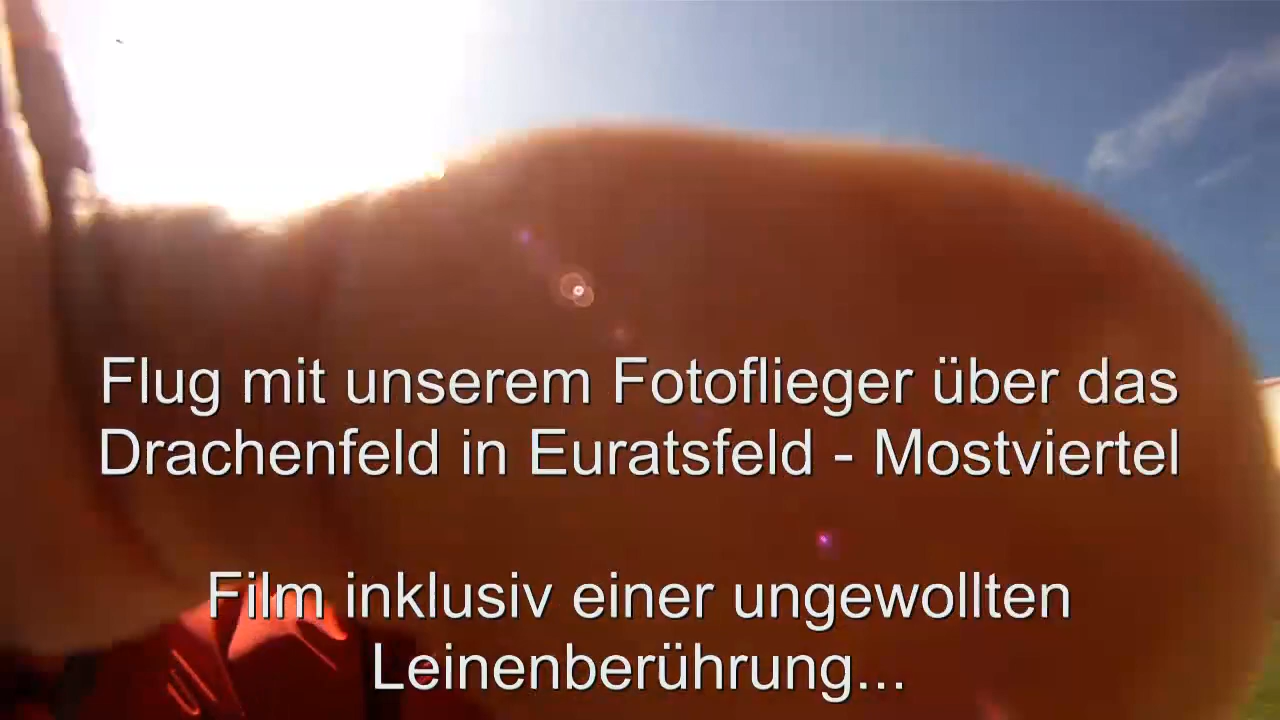 Flug mit unserem Fotoflieger über das
Drachenfeld in Euratsfeld - Mostviertel
Film inklusiv einer ungewollten
Leinenberührung...